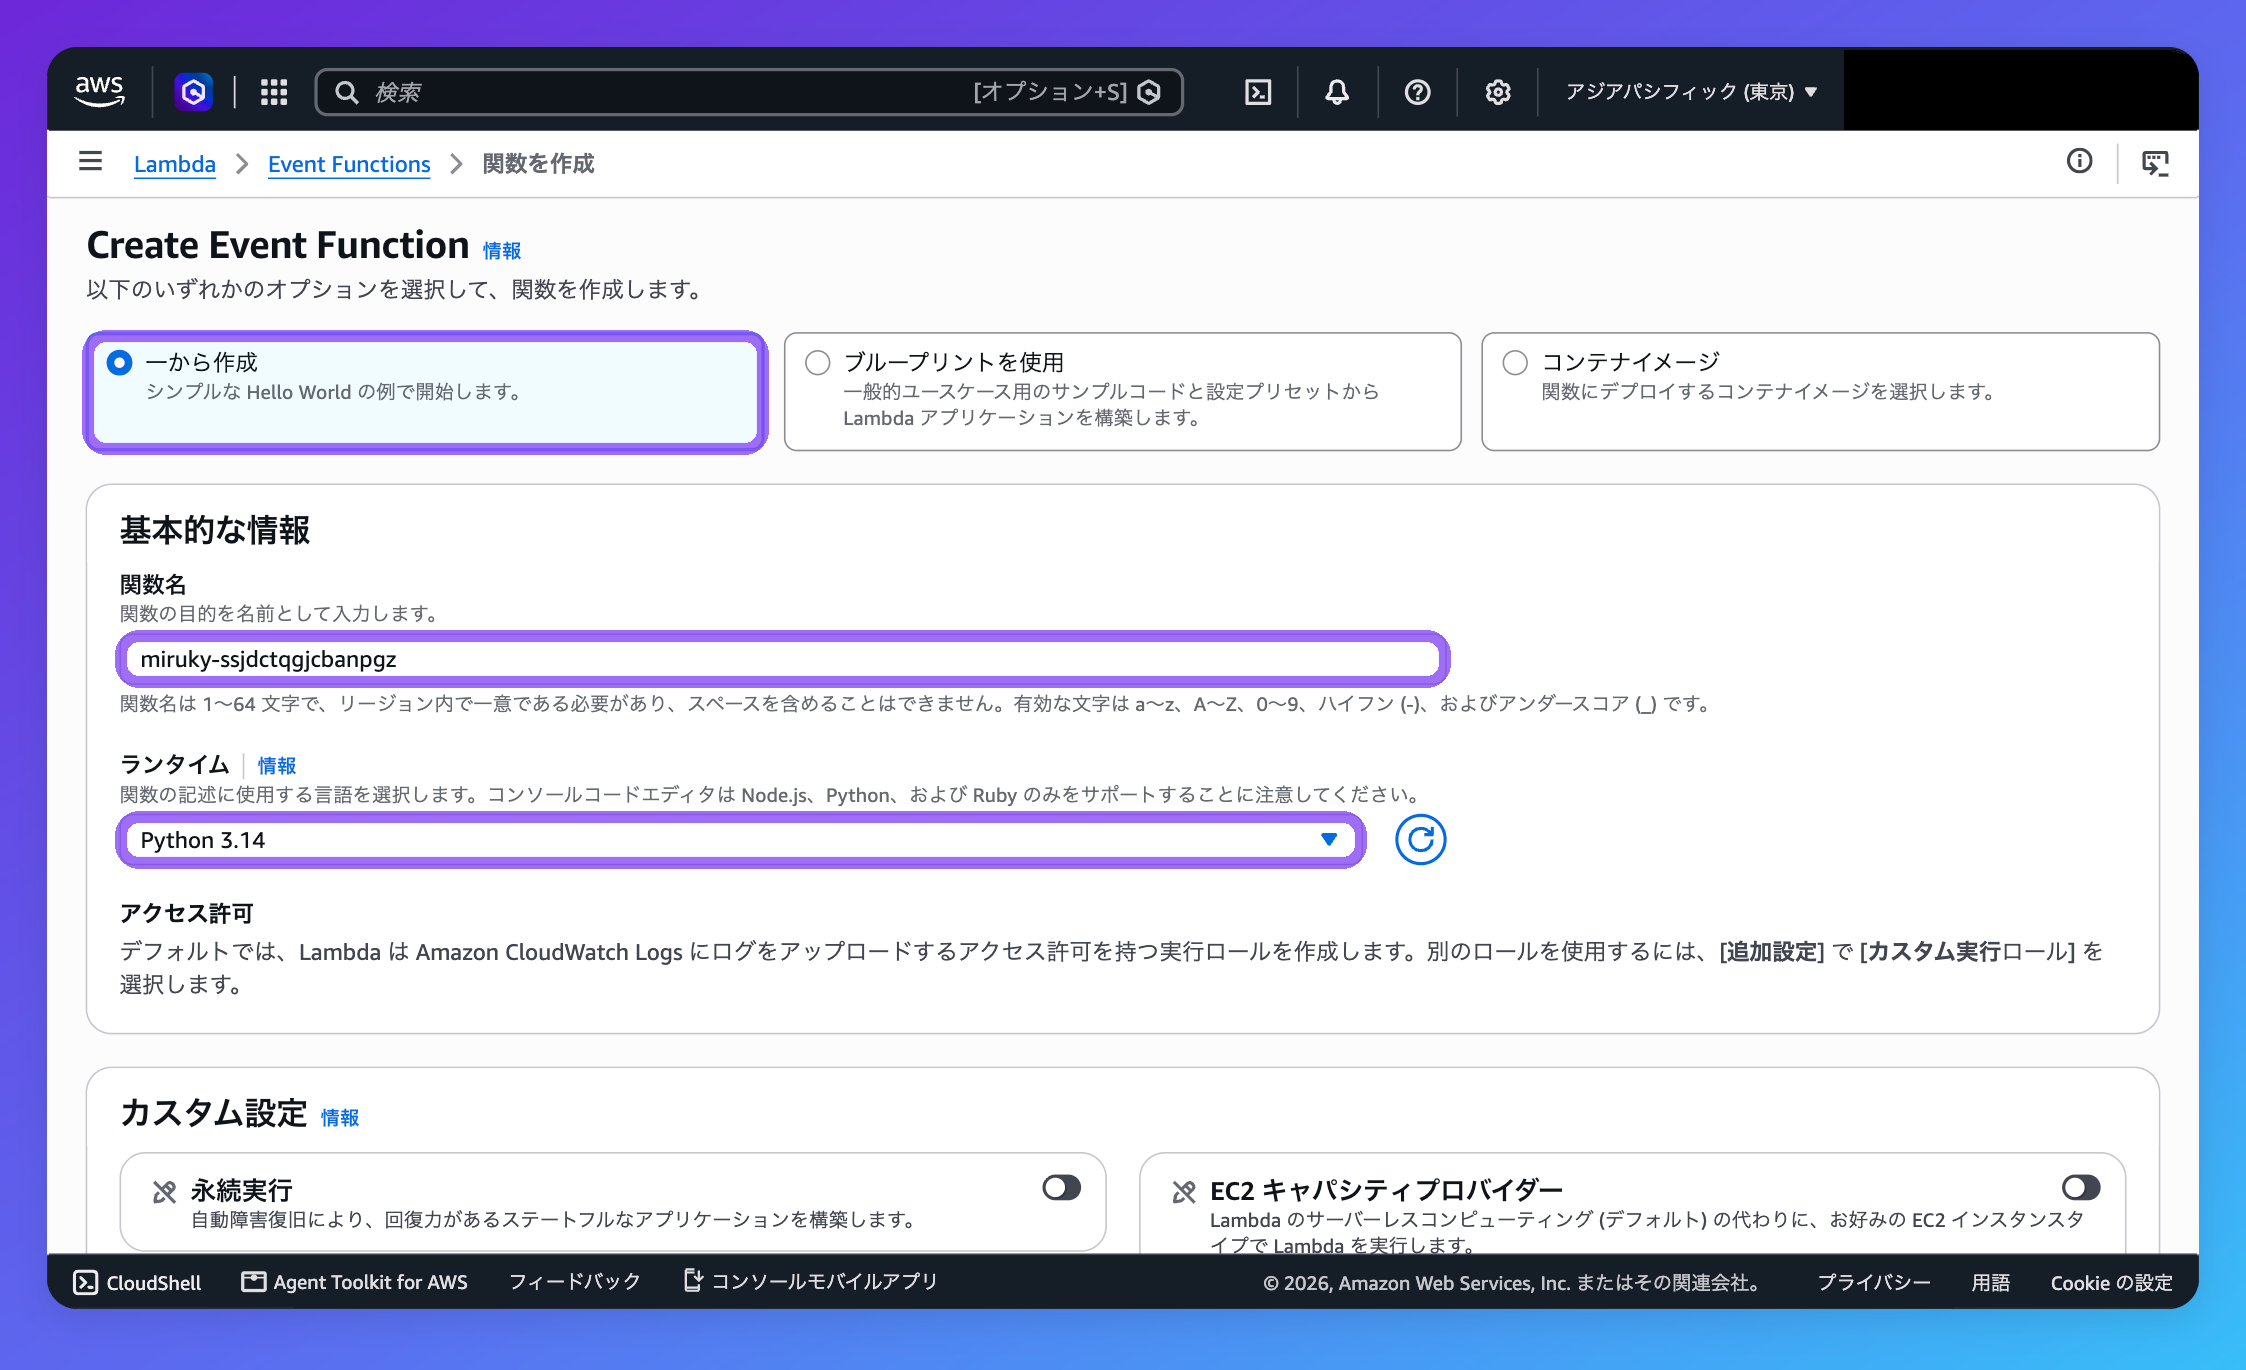 aws
検索
[オプション+S]
アジアパシフィック (東京) ▼
Lambda > Event Functions > 関数を作成
Create Event Function 情報
以下のいずれかのオプションを選択して、関数を作成します。
一から作成
シンプルな Hello World の例で開始します。
ブループリントを使用
一般的ユースケース用のサンプルコードと設定プリセットから
Lambda アプリケーションを構築します。
コンテナイメージ
関数にデプロイするコンテナイメージを選択します。
基本的な情報
関数名
関数の目的を名前として入力します。
miruky-ssjdctqgjcbanpgz
関数名は 1〜64 文字で、リージョン内で一意である必要があり、スペースを含めることはできません。有効な文字は a〜z、A〜Z、0〜9、ハイフン (-)、およびアンダースコア (_) です。
ランタイム 情報
関数の記述に使用する言語を選択します。コンソールコードエディタは Node.js、Python、および Ruby のみをサポートすることに注意してください。
Python 3.14
アクセス許可
デフォルトでは、Lambda は Amazon CloudWatch Logs にログをアップロードするアクセス許可を持つ実行ロールを作成します。別のロールを使用するには、[追加設定] で [カスタム実行ロール] を
選択します。
カスタム設定 情報
永続実行
自動障害復旧により、回復力があるステートフルなアプリケーションを構築します。
EC2 キャパシティプロバイダー
Lambda のサーバーレスコンピューティング (デフォルト) の代わりに、お好みの EC2 インスタンスタ
イプで Lambda を実行します。
CloudShell
Agent Toolkit for AWS
フィードバック
コンソールモバイルアプリ
© 2026, Amazon Web Services, Inc. またはその関連会社。
プライバシー
用語
Cookie の設定